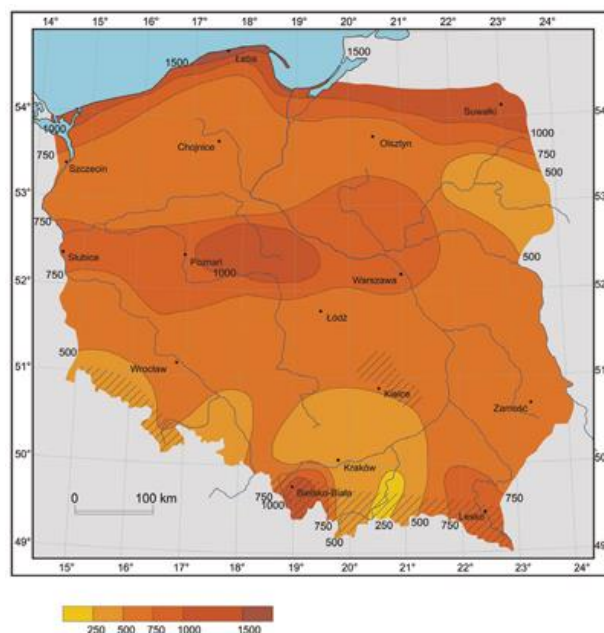 14° 15° 16° 17° 18° 19° 20° 21° 22° 23° 24°
1500
1500
Łeba
54°
1000
Suwałki
54
750
Chojnice
Olsztyn
1000
750
Szczecin
500
53°
53
750
500
Słubice
Poznań
52°
750
1000
Warszawa
52
Łódź
51°
500
Wrocław
51
Kielce
Zamość
50°
Kraków
50
0 100 km
750
Bielsko-Biała
750
1000
Lesko
750
250
500
750
49°
500
49
15° 16° 17° 18° 19° 20° 21° 22° 23° 24°
250 500 750 1000 1500